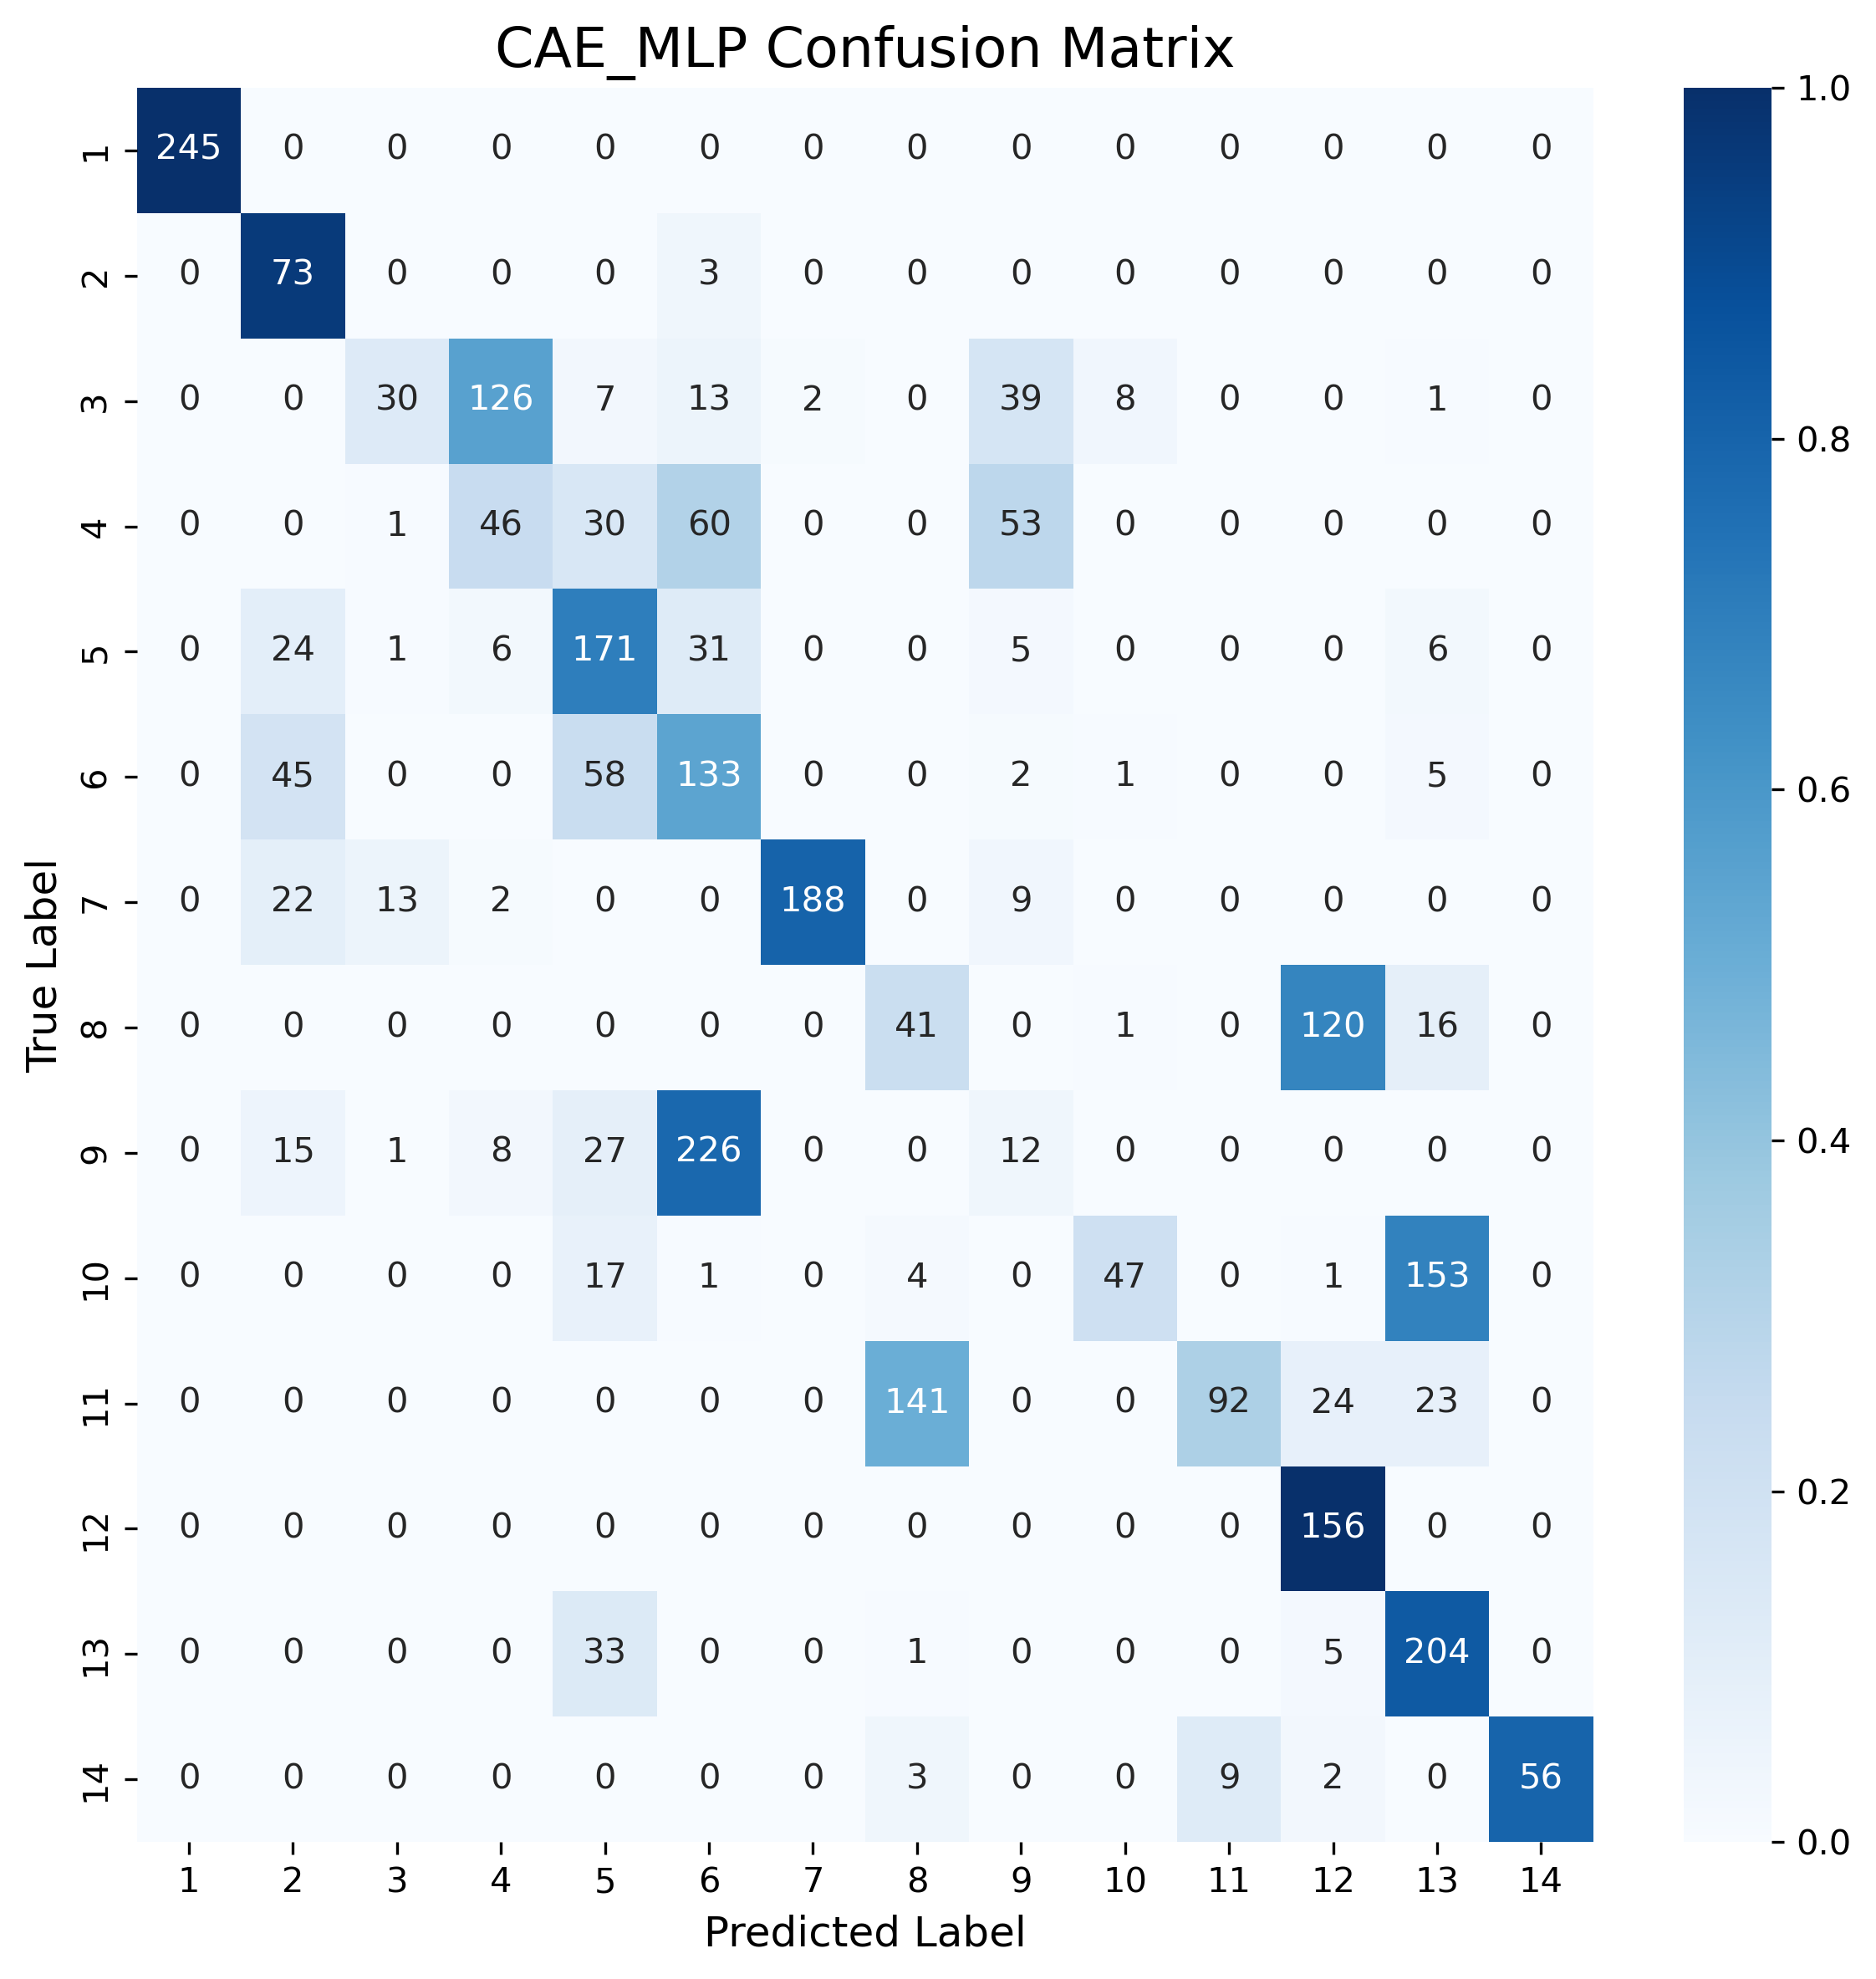 CAE_MLP Confusion Matrix
1 245 0 0 0 0 0 0 0 0 0 0 0 0 0
2 0 73 0 0 0 3 0 0 0 0 0 0 0 0
3 0 0 30 126 7 13 2 0 39 8 0 0 1 0
4 0 0 1 46 30 60 0 0 53 0 0 0 0 0
5 0 24 1 6 171 31 0 0 5 0 0 0 6 0
6 0 45 0 0 58 133 0 0 2 1 0 0 5 0
7 0 22 13 2 0 0 188 0 9 0 0 0 0 0
8 0 0 0 0 0 0 0 41 0 1 0 120 16 0
9 0 15 1 8 27 226 0 0 12 0 0 0 0 0
10 0 0 0 0 17 1 0 4 0 47 0 1 153 0
11 0 0 0 0 0 0 0 141 0 0 92 24 23 0
12 0 0 0 0 0 0 0 0 0 0 0 156 0 0
13 0 0 0 0 33 0 0 1 0 0 0 5 204 0
14 0 0 0 0 0 0 0 3 0 0 9 2 0 56
1 2 3 4 5 6 7 8 9 10 11 12 13 14
Predicted Label
True Label
1.0
0.8
0.6
0.4
0.2
0.0